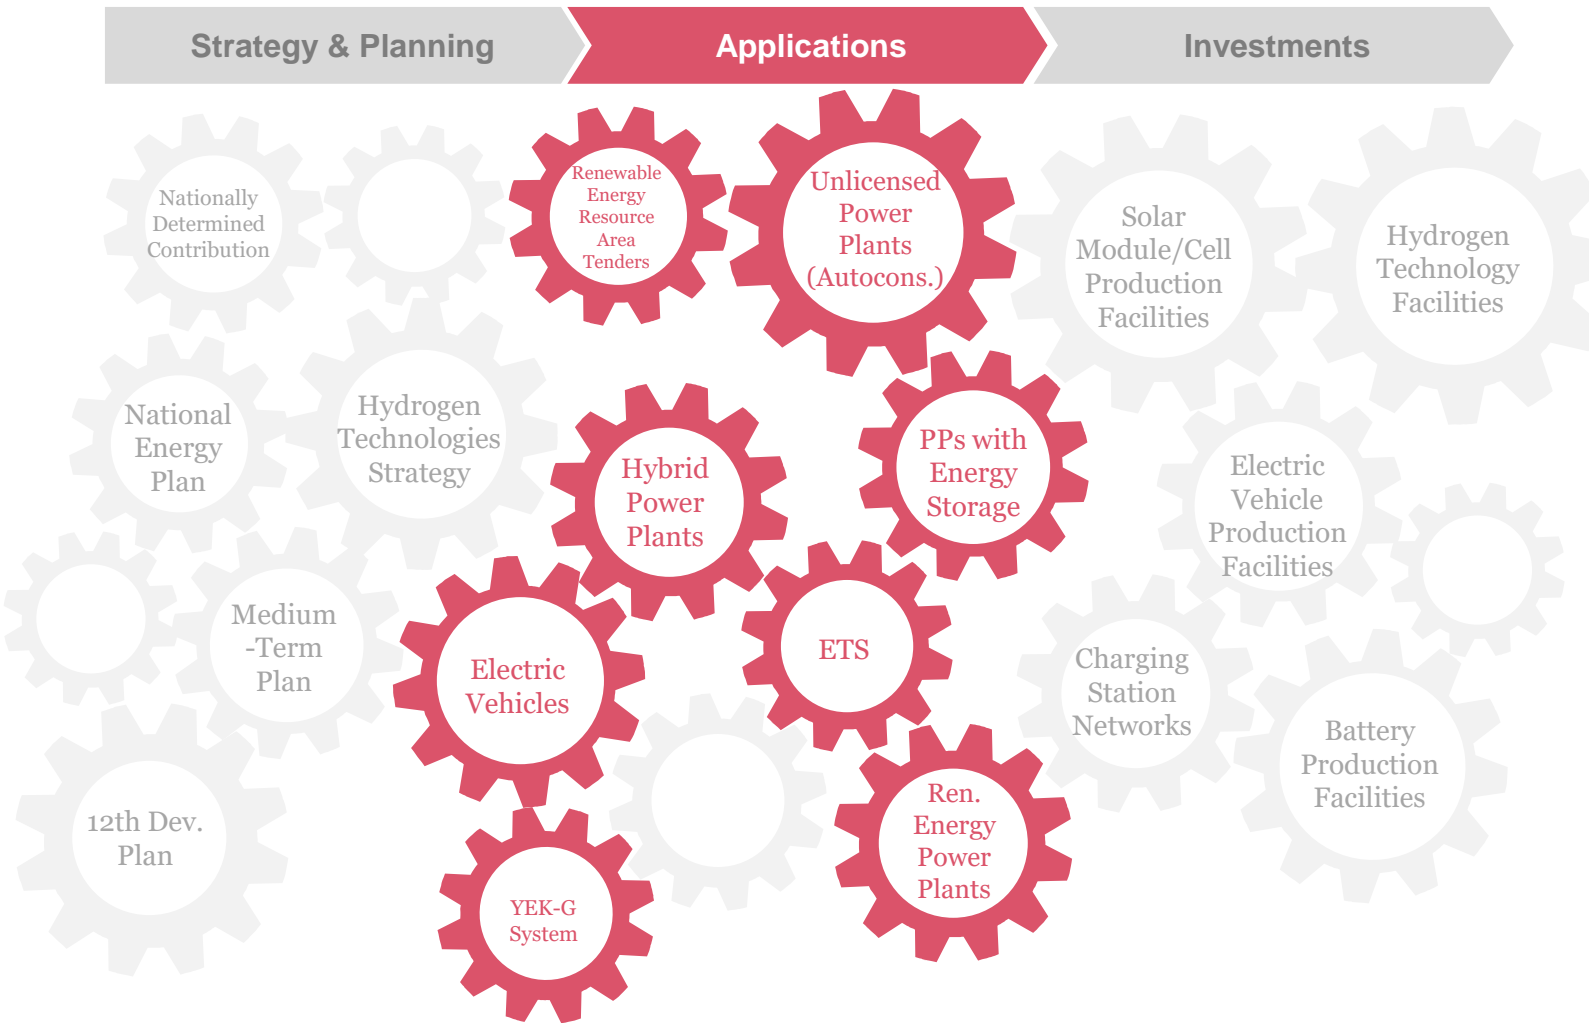 Strategy & Planning
Applications
Investments
Nationally
Determined
Contribution
National
Energy
Plan
Hydrogen
Technologies
Strategy
Medium
-Term
Plan
12th Dev.
Plan
Renewable
Energy
Resource
Area
Tenders
Unlicensed
Power
Plants
(Autocons.)
Hybrid
Power
Plants
PPs with
Energy
Storage
Electric
Vehicles
ETS
YEK-G
System
Ren.
Energy
Power
Plants
Solar
Module/Cell
Production
Facilities
Hydrogen
Technology
Facilities
Electric
Vehicle
Production
Facilities
Charging
Station
Networks
Battery
Production
Facilities